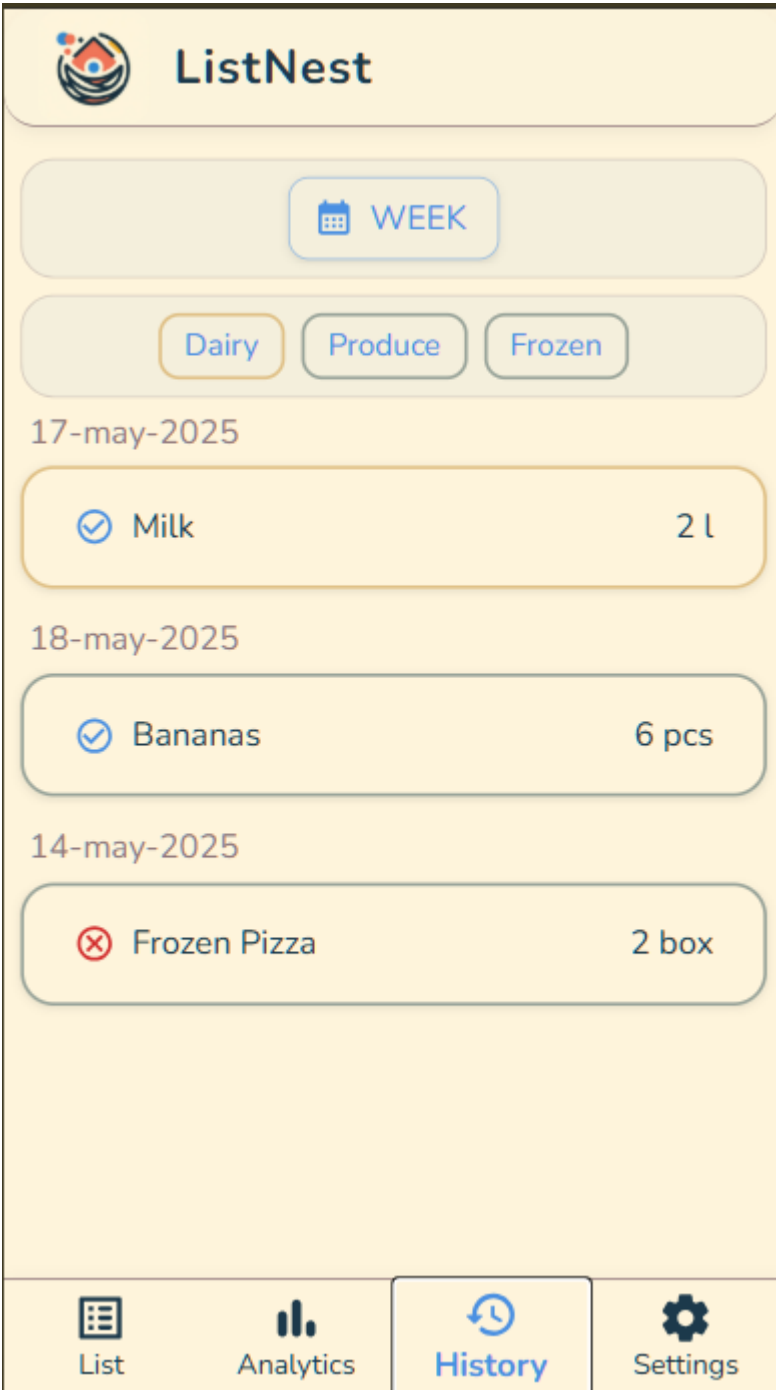 ListNest
WEEK
Dairy Produce Frozen
17-may-2025
Milk 2 l
18-may-2025
Bananas 6 pcs
14-may-2025
Frozen Pizza 2 box
List Analytics History Settings